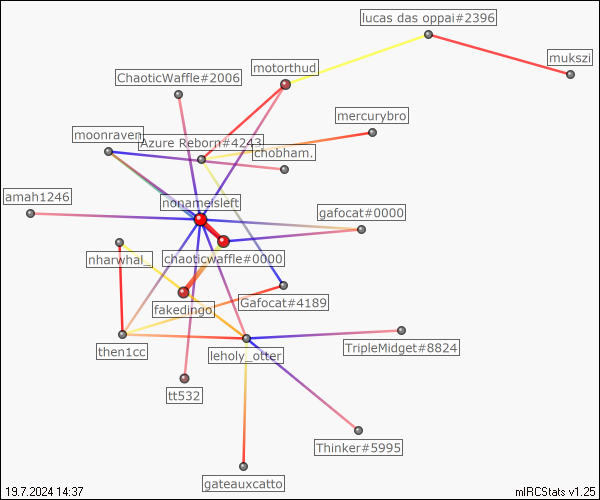 lucas das oppai#2396
mukszi
motorthud
ChaoticWaffle#2006
mercurybro
moonraven
Azure Reborn#4243
chobham.
amah1246
nonameisleft
gafocat#0000
nharwhal_
chaoticwaffle#0000
Gafocat#4189
fakedingo
then1cc
leholy_otter
TripleMidget#8824
tt532
Thinker#5995
gateauxcatto
19.7.2024 14:37
mIRCStats v1.25